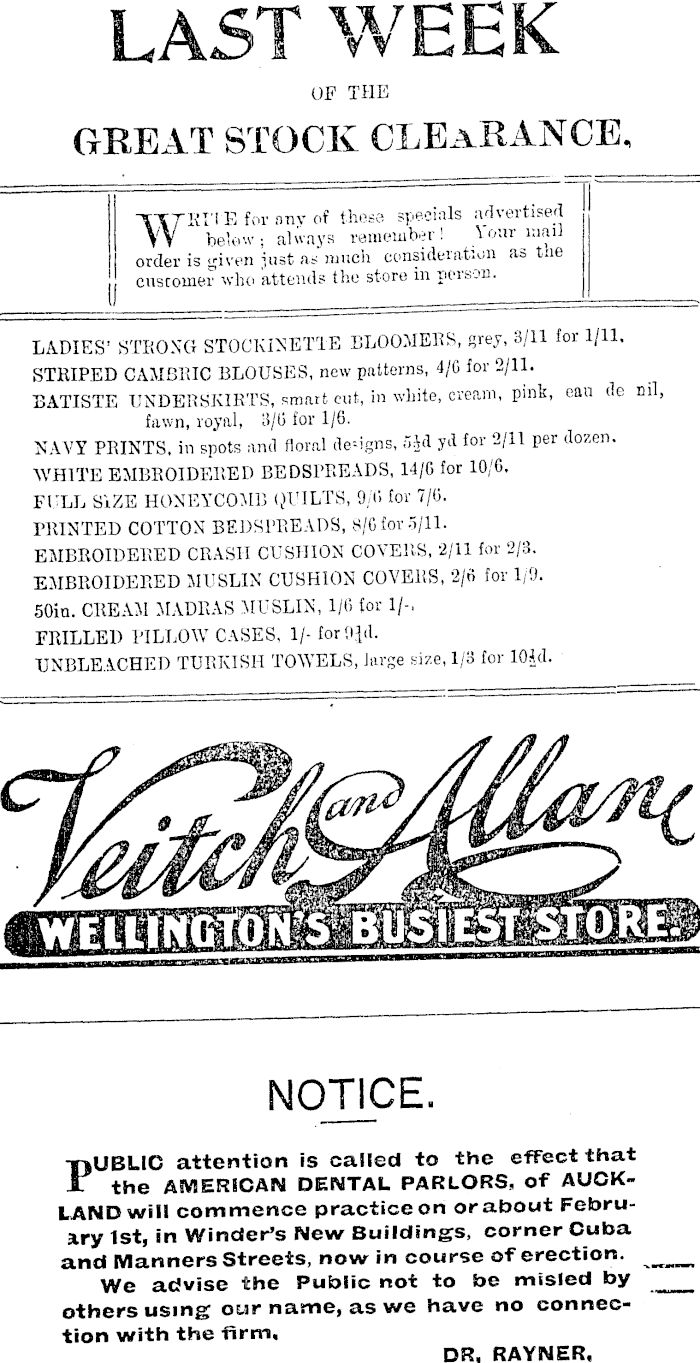 LAST WEEK
OF THE
GREAT STOCK CLEARANCE,
WRITE for any of these specials advertised
below; always remember! Your mail
order is given just as much consideration as the
customer who attends the store in person.
LADIES' STRONG STOCKINETTE BLOOMERS, grey, 3/11 for 1/11.
STRIPED CAMBRIC BLOUSES, new patterns, 4/6 for 2/11.
BATISTE UNDERSKIRTS, smart cut, in white, cream, pink, eau de nil,
fawn, royal, 3/6 for 1/6.
NAVY PRINTS, in spots and floral designs, 5½d yd for 2/11 per dozen.
WHITE EMBROIDERED BEDSPREADS, 14/6 for 10/6.
FULL SIZE HONEYCOMB QUILTS, 9/6 for 7/6.
PRINTED COTTON BEDSPREADS, 8/6 for 5/11.
EMBROIDERED CRASH CUSHION COVERS, 2/11 for 2/3.
EMBROIDERED MUSLIN CUSHION COVERS, 2/6 for 1/9.
50in. CREAM MADRAS MUSLIN, 1/6 for 1/-.
FRILLED PILLOW CASES, 1/- for 9¾d.
UNBLEACHED TURKISH TOWELS, large size, 1/3 for 10½d.
Veitch and Allan
WELLINGTON'S BUSIEST STORE.
NOTICE.
PUBLIC attention is called to the effect that
the AMERICAN DENTAL PARLORS, of AUCK-
LAND will commence practice on or about Febru-
ary 1st, in Winder's New Buildings, corner Cuba
and Manners Streets, now in course of erection.
We advise the Public not to be misled by
others using our name, as we have no connec-
tion with the firm.
DR. RAYNER.